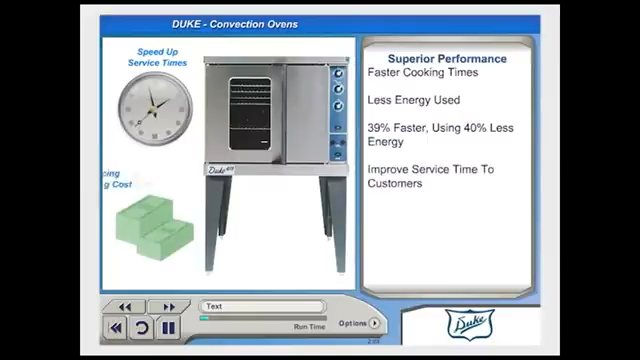 DUKE - Convection Ovens
Speed Up
Service Times
Superior Performance
Faster Cooking Times
Less Energy Used
39% Faster, Using 40% Less
Energy
Improve Service Time To
Customers
cing
g Cost
Duke
Text
Run Time
Options
Duke